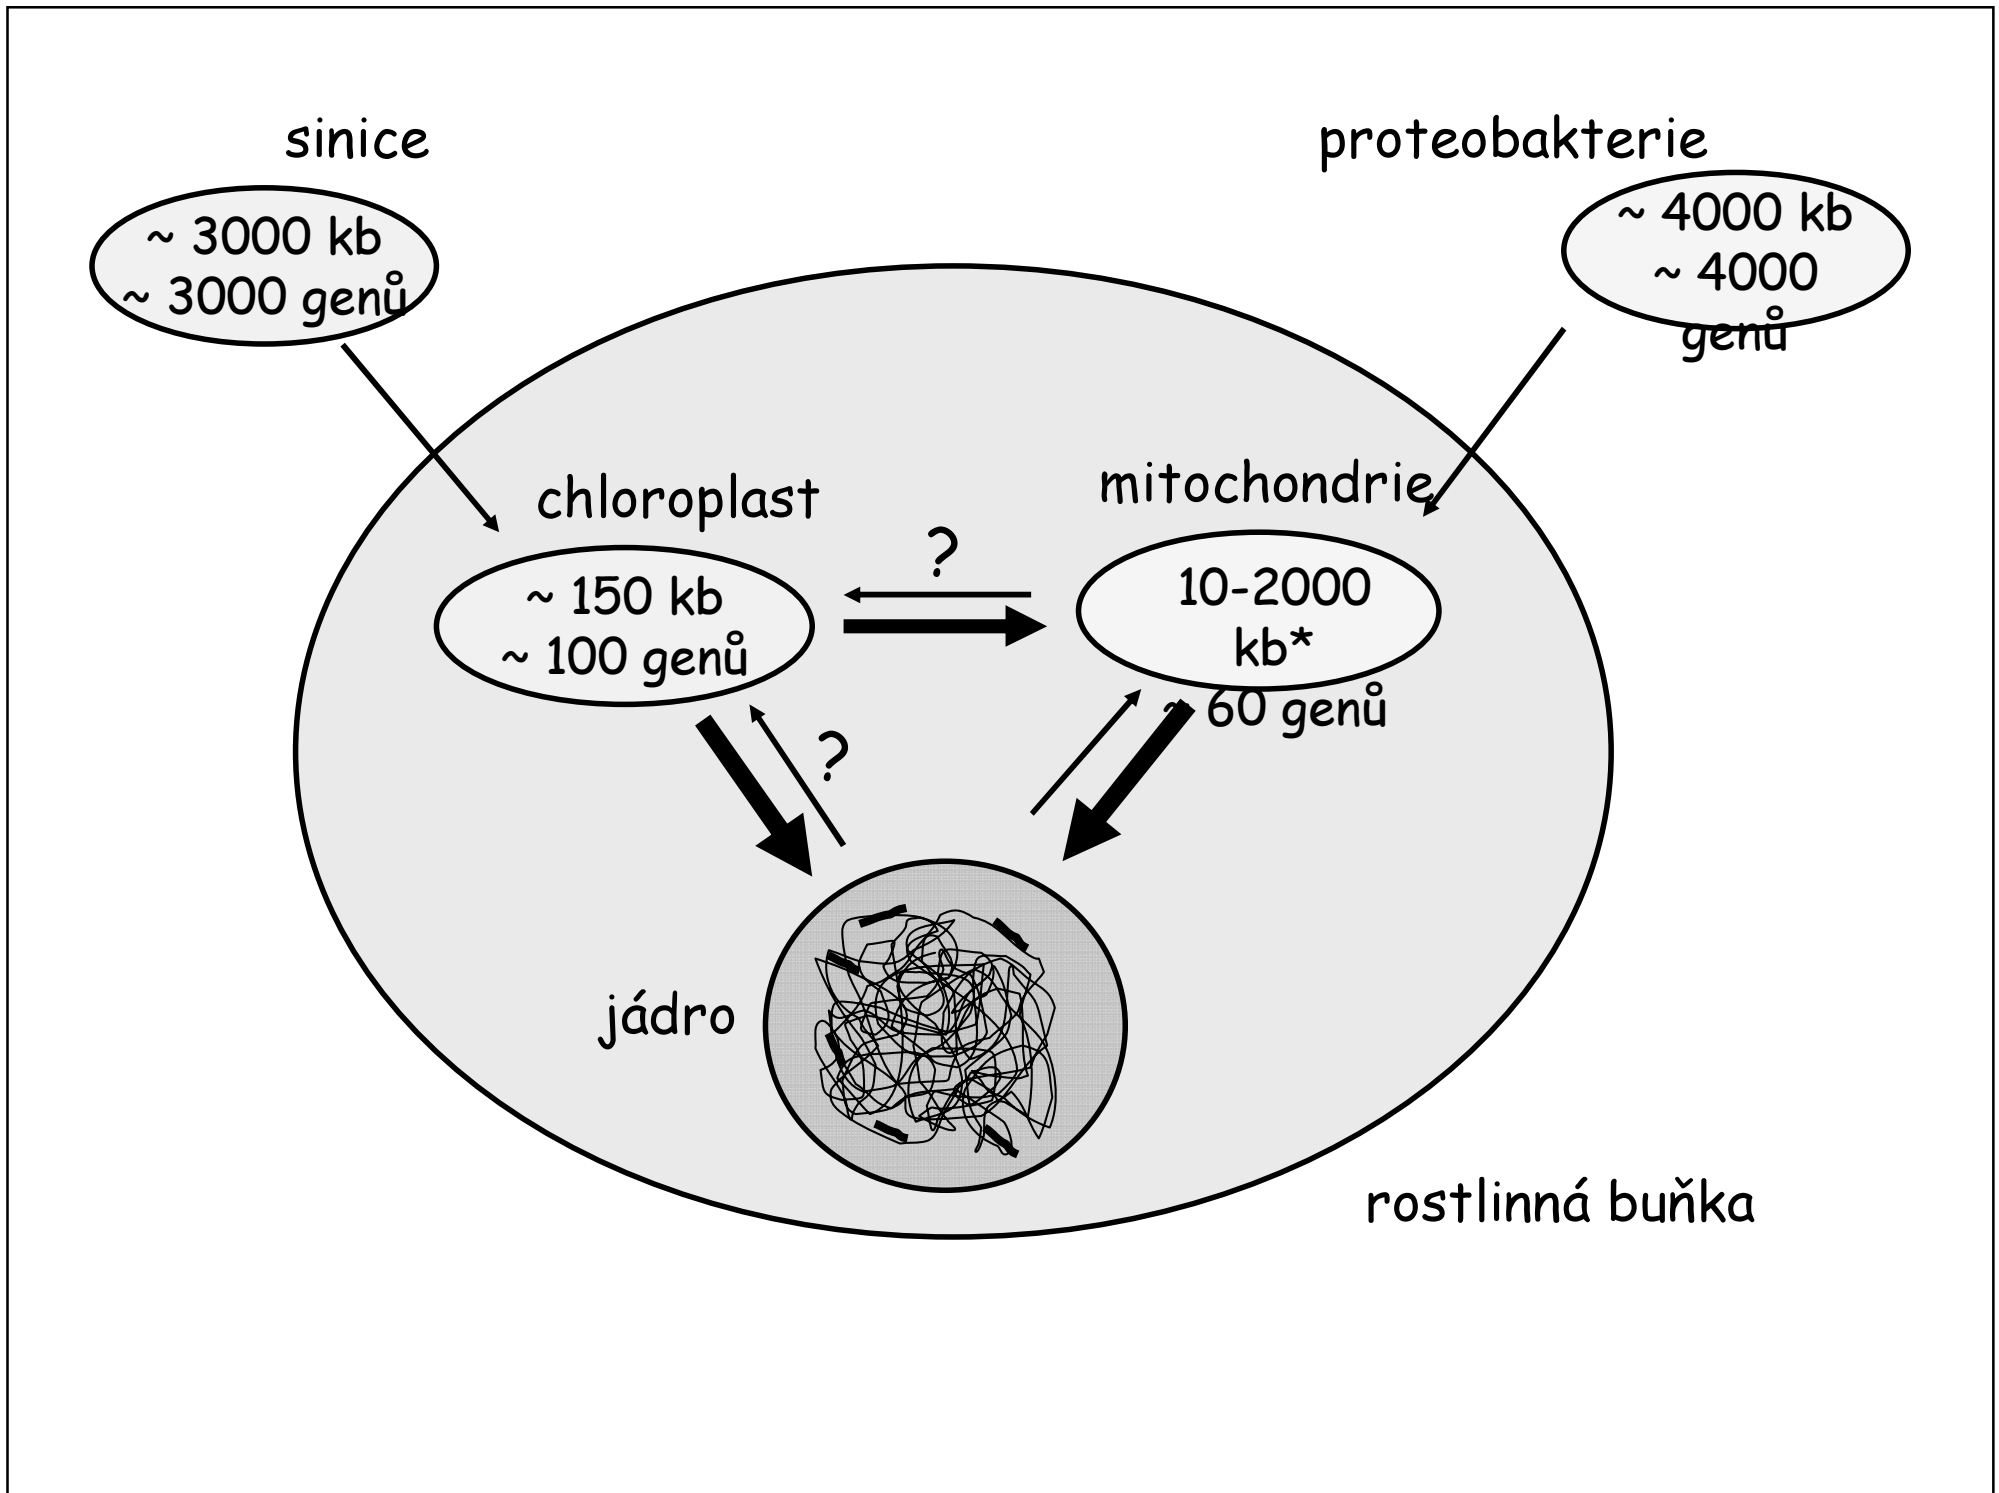 sinice
~ 3000 kb
~ 3000 genů
proteobakterie
~ 4000 kb
~ 4000
genů
chloroplast
~ 150 kb
~ 100 genů
?
mitochondrie
10-2000
kb*
~ 60 genů
?
jádro
rostlinná buňka